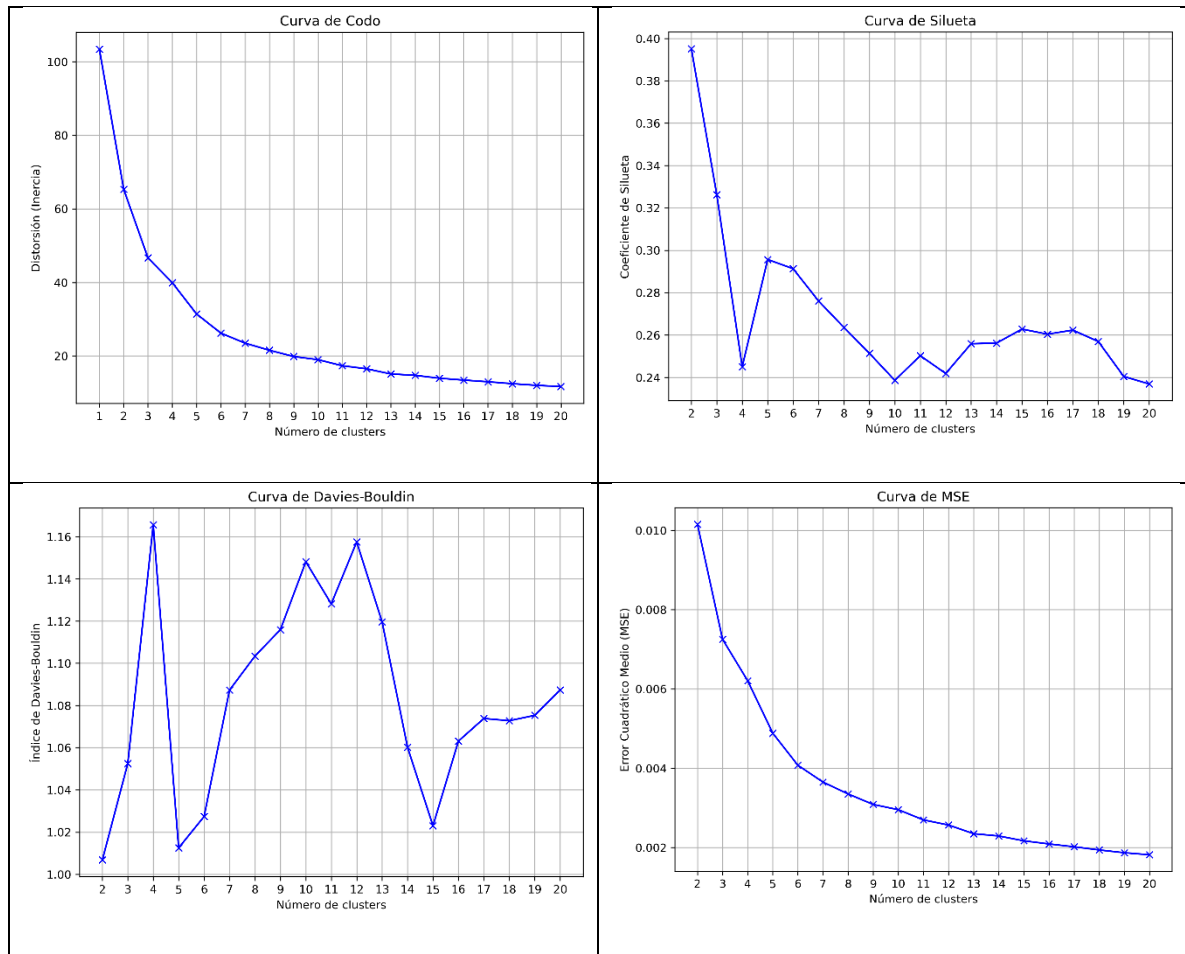 Curva de Codo
Distorsión (Inercia)
100
80
60
40
20
1 2 3 4 5 6 7 8 9 10 11 12 13 14 15 16 17 18 19 20
Número de clusters
Curva de Silueta
Coeficiente de Silueta
0.40
0.38
0.36
0.34
0.32
0.30
0.28
0.26
0.24
2 3 4 5 6 7 8 9 10 11 12 13 14 15 16 17 18 19 20
Número de clusters
Curva de Davies-Bouldin
Índice de Davies-Bouldin
1.16
1.14
1.12
1.10
1.08
1.06
1.04
1.02
1.00
2 3 4 5 6 7 8 9 10 11 12 13 14 15 16 17 18 19 20
Número de clusters
Curva de MSE
Error Cuadrático Medio (MSE)
0.010
0.008
0.006
0.004
0.002
2 3 4 5 6 7 8 9 10 11 12 13 14 15 16 17 18 19 20
Número de clusters